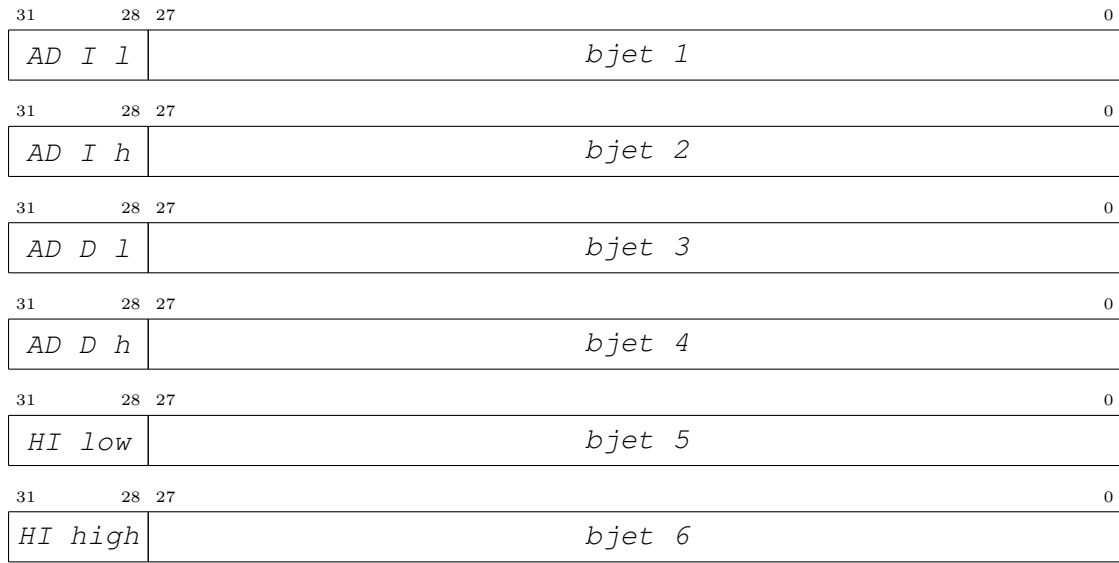 31 28 27 0
AD I l bjet 1
31 28 27 0
AD I h bjet 2
31 28 27 0
AD D l bjet 3
31 28 27 0
AD D h bjet 4
31 28 27 0
HI low bjet 5
31 28 27 0
HI high bjet 6